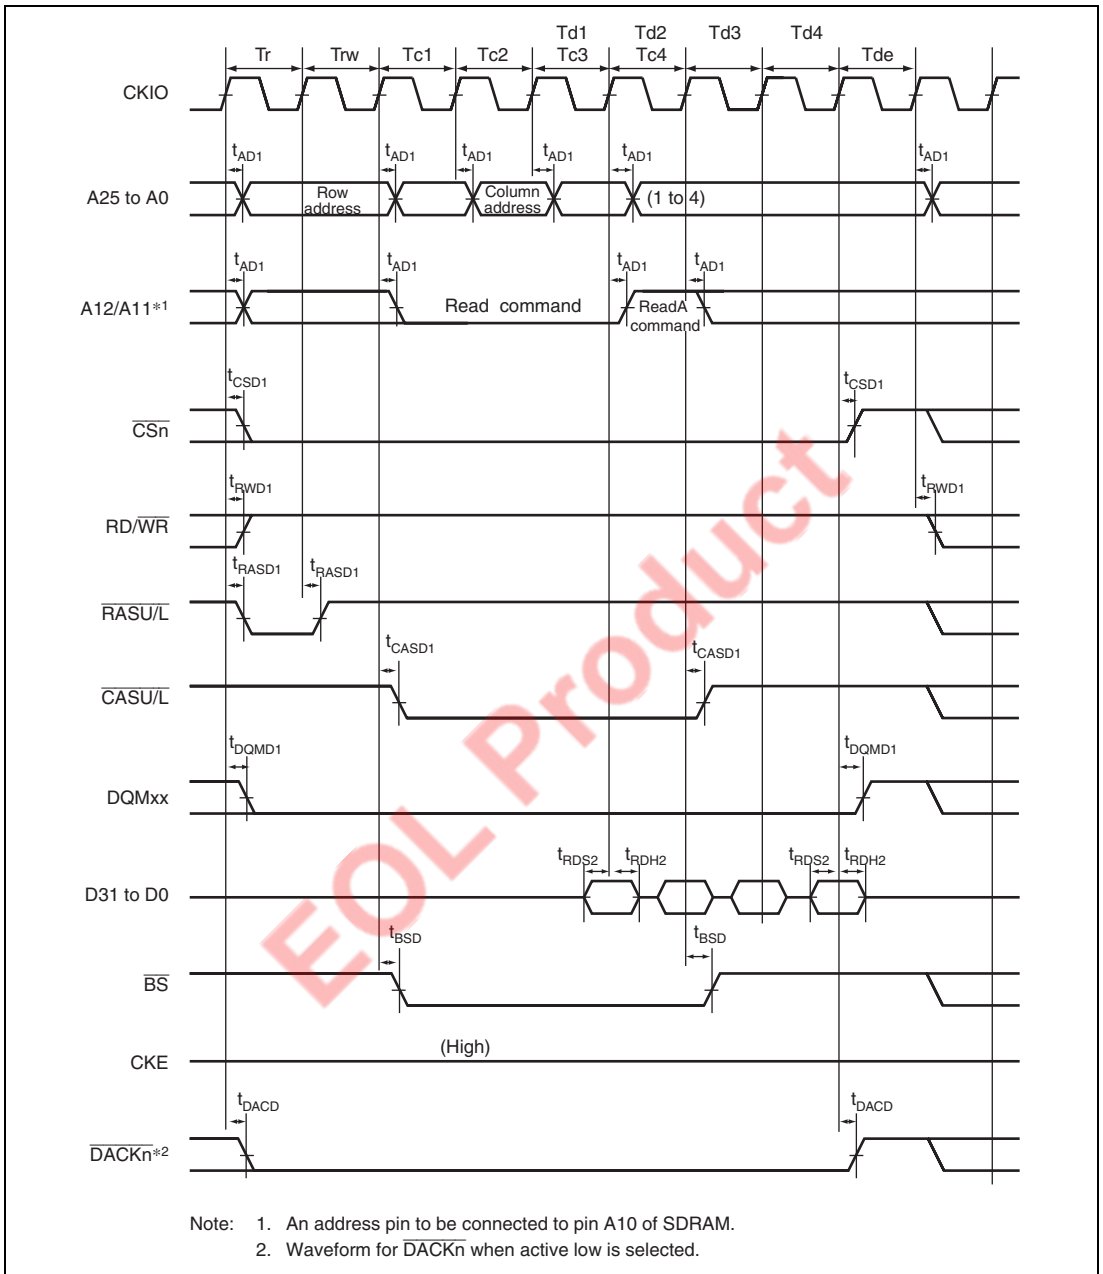 Td1 Td2 Td3 Td4
Tr Trw Tc1 Tc2 Tc3 Tc4 Tde
CKIO
tAD1 tAD1 tAD1 tAD1 tAD1 tAD1
A25 to A0 Row address Column address (1 to 4)
tAD1 tAD1 tAD1 tAD1
A12/A11*1 Read command ReadA command
tCSD1 tCSD1
CSn
tRWD1 tRWD1
RD/WR
tRASD1 tRASD1
RASU/L
tCASD1 tCASD1
CASU/L
tDQMD1 tDQMD1
DQMxx
tRDS2 tRDH2 tRDS2 tRDH2
D31 to D0
tBSD tBSD
BS
(High)
CKE
tDACD tDACD
DACKn*2
EOL Product
Note: 1. An address pin to be connected to pin A10 of SDRAM.
2. Waveform for DACKn when active low is selected.